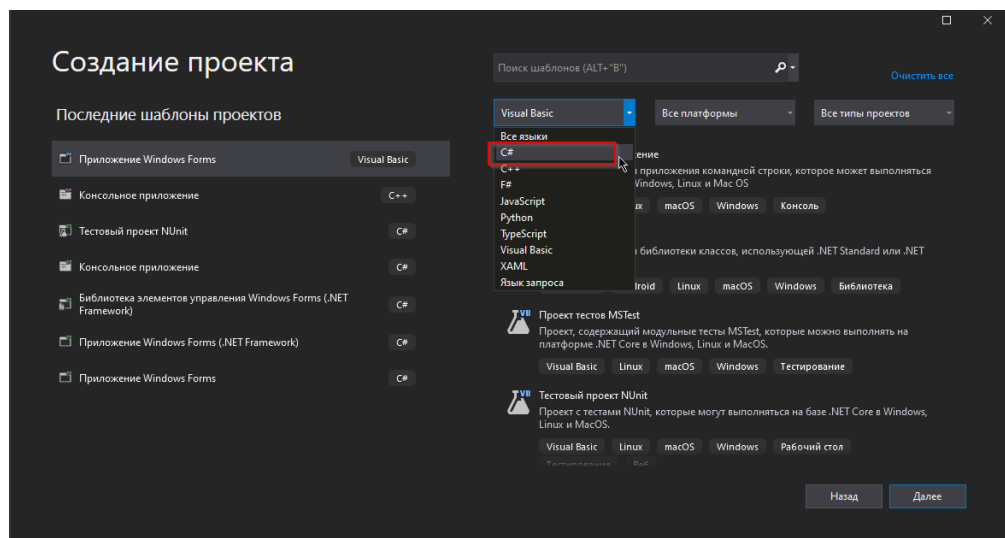 Создание проекта
Поиск шаблонов (ALT+"B")
Очистить все
Последние шаблоны проектов
Visual Basic
Все платформы
Все типы проектов
Все языки
C#
C++
F#
JavaScript
Python
TypeScript
Visual Basic
XAML
Язык запроса
Приложение Windows Forms Visual Basic
Консольное приложение C++
Тестовый проект NUnit C#
Консольное приложение C#
Библиотека элементов управления Windows Forms (.NET
Framework) C#
Приложение Windows Forms (.NET Framework) C#
Приложение Windows Forms C#
приложения командной строки, которое может выполняться
Windows, Linux и Mac OS
macOS Windows Консоль
библиотеки классов, использующей .NET Standard или .NET
Linux macOS Windows Библиотека
Проект тестов MSTest
Проект, содержащий модульные тесты MSTest, которые можно выполнять на
платформе .NET Core в Windows, Linux и MacOS.
Visual Basic Linux macOS Windows Тестирование
Тестовый проект NUnit
Проект с тестами NUnit, которые могут выполняться на базе .NET Core в Windows,
Linux и MacOS.
Visual Basic Linux macOS Windows Рабочий стол
Тестирование
Назад
Далее